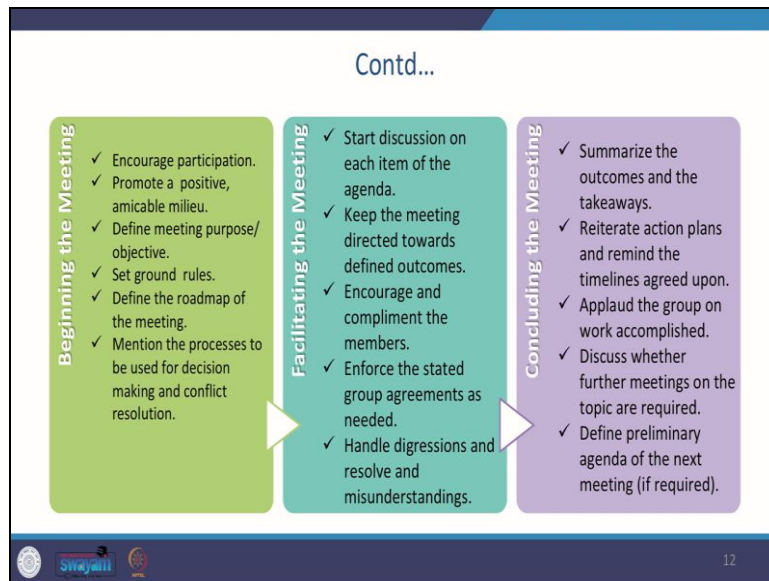 Contd...
Beginning the Meeting
✓ Encourage participation.
✓ Promote a positive,
amicable milieu.
✓ Define meeting purpose/
objective.
✓ Set ground rules.
✓ Define the roadmap of
the meeting.
✓ Mention the processes to
be used for decision
making and conflict
resolution.
Facilitating the Meeting
✓ Start discussion on
each item of the
agenda.
✓ Keep the meeting
directed towards
defined outcomes.
✓ Encourage and
compliment the
members.
✓ Enforce the stated
group agreements as
needed.
✓ Handle digressions and
resolve and
misunderstandings.
Concluding the Meeting
✓ Summarize the
outcomes and the
takeaways.
✓ Reiterate action plans
and remind the
timelines agreed upon.
✓ Applaud the group on
work accomplished.
✓ Discuss whether
further meetings on the
topic are required.
✓ Define preliminary
agenda of the next
meeting (if required).
swayam
NPTEL
12